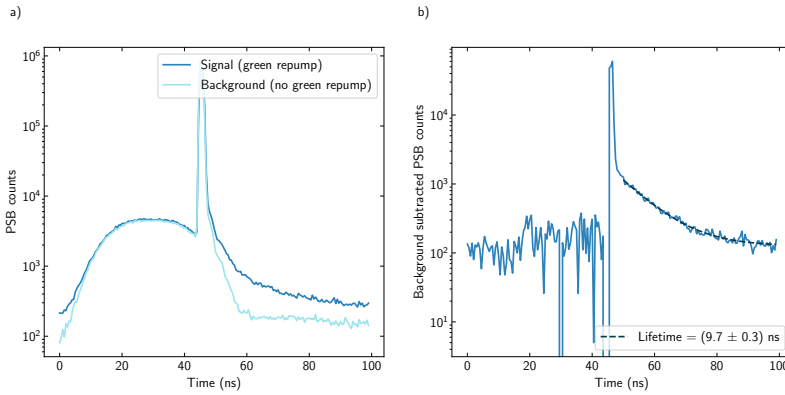 a)
b)
10^6
10^5
10^4
10^3
10^2
PSB counts
Signal (green repump)
Background (no green repump)
0
20
40
60
80
100
Time (ns)
10^4
10^3
10^2
10^1
Background subtracted PSB counts
Lifetime = (9.7 ± 0.3) ns
0
20
40
60
80
100
Time (ns)